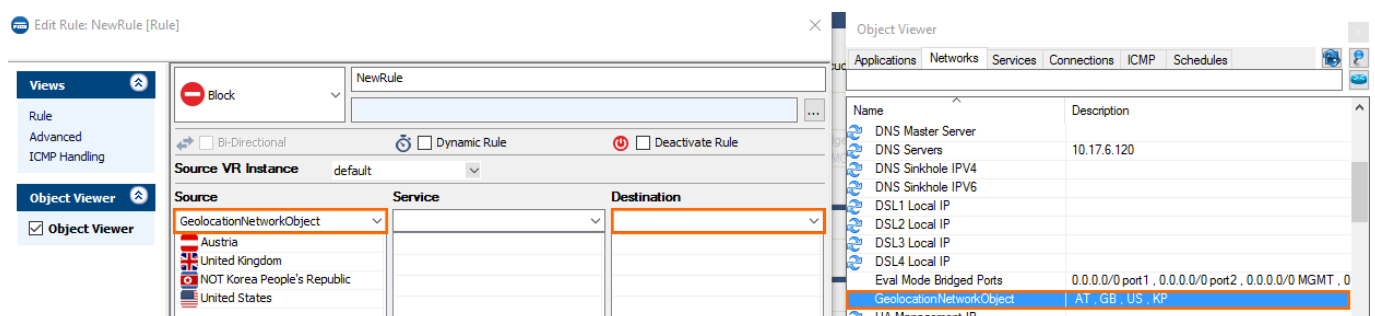 Edit Rule: NewRule [Rule]
Views
Rule
Advanced
ICMP Handling
Object Viewer
Object Viewer
Block
NewRule
...
Bi-Directional
Dynamic Rule
Deactivate Rule
Source VR Instance
default
Source
Service
Destination
GeolocationNetworkObject
Austria
United Kingdom
NOT Korea People's Republic
United States
Object Viewer
Applications
Networks
Services
Connections
ICMP
Schedules
Name
Description
DNS Master Server
DNS Servers 10.17.6.120
DNS Sinkhole IPV4
DNS Sinkhole IPV6
DSL1 Local IP
DSL2 Local IP
DSL3 Local IP
DSL4 Local IP
Eval Mode Bridged Ports 0.0.0.0/0 port1 , 0.0.0.0/0 port2 , 0.0.0.0/0 MGMT , 0
GeolocationNetworkObject AT , GB , US , KP